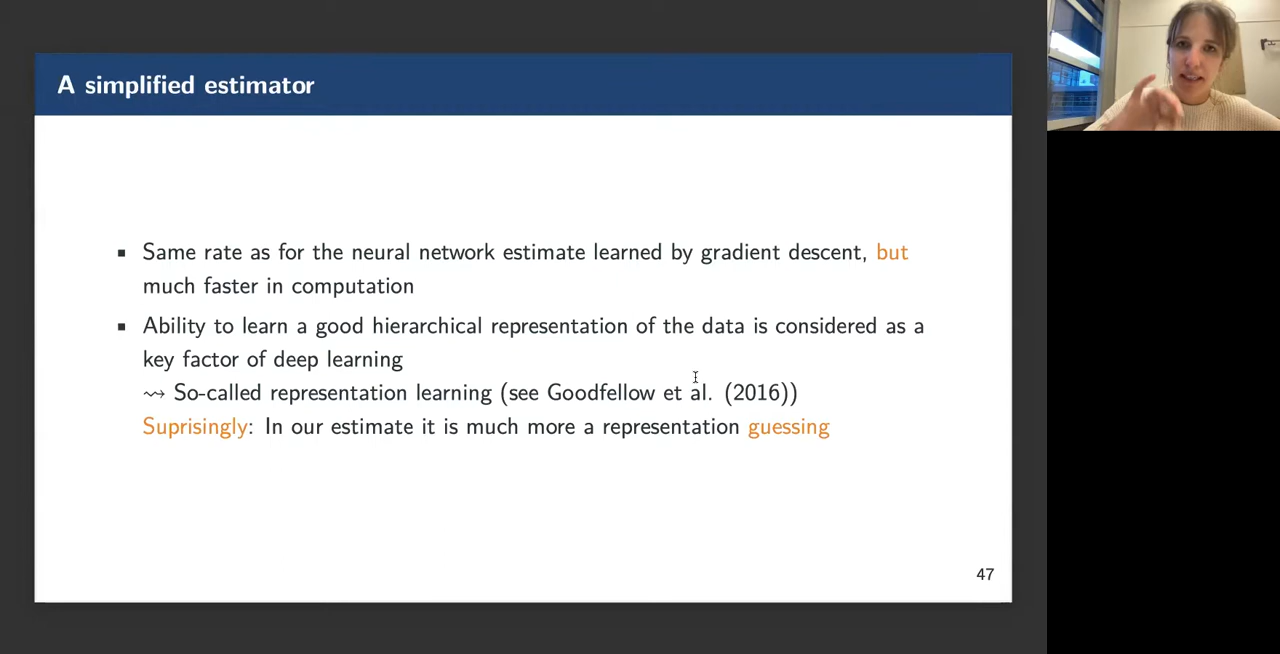 A simplified estimator
▪ Same rate as for the neural network estimate learned by gradient descent, but
much faster in computation
▪ Ability to learn a good hierarchical representation of the data is considered as a
key factor of deep learning
⇝ So-called representation learning (see Goodfellow et al. (2016))
Suprisingly: In our estimate it is much more a representation guessing
47